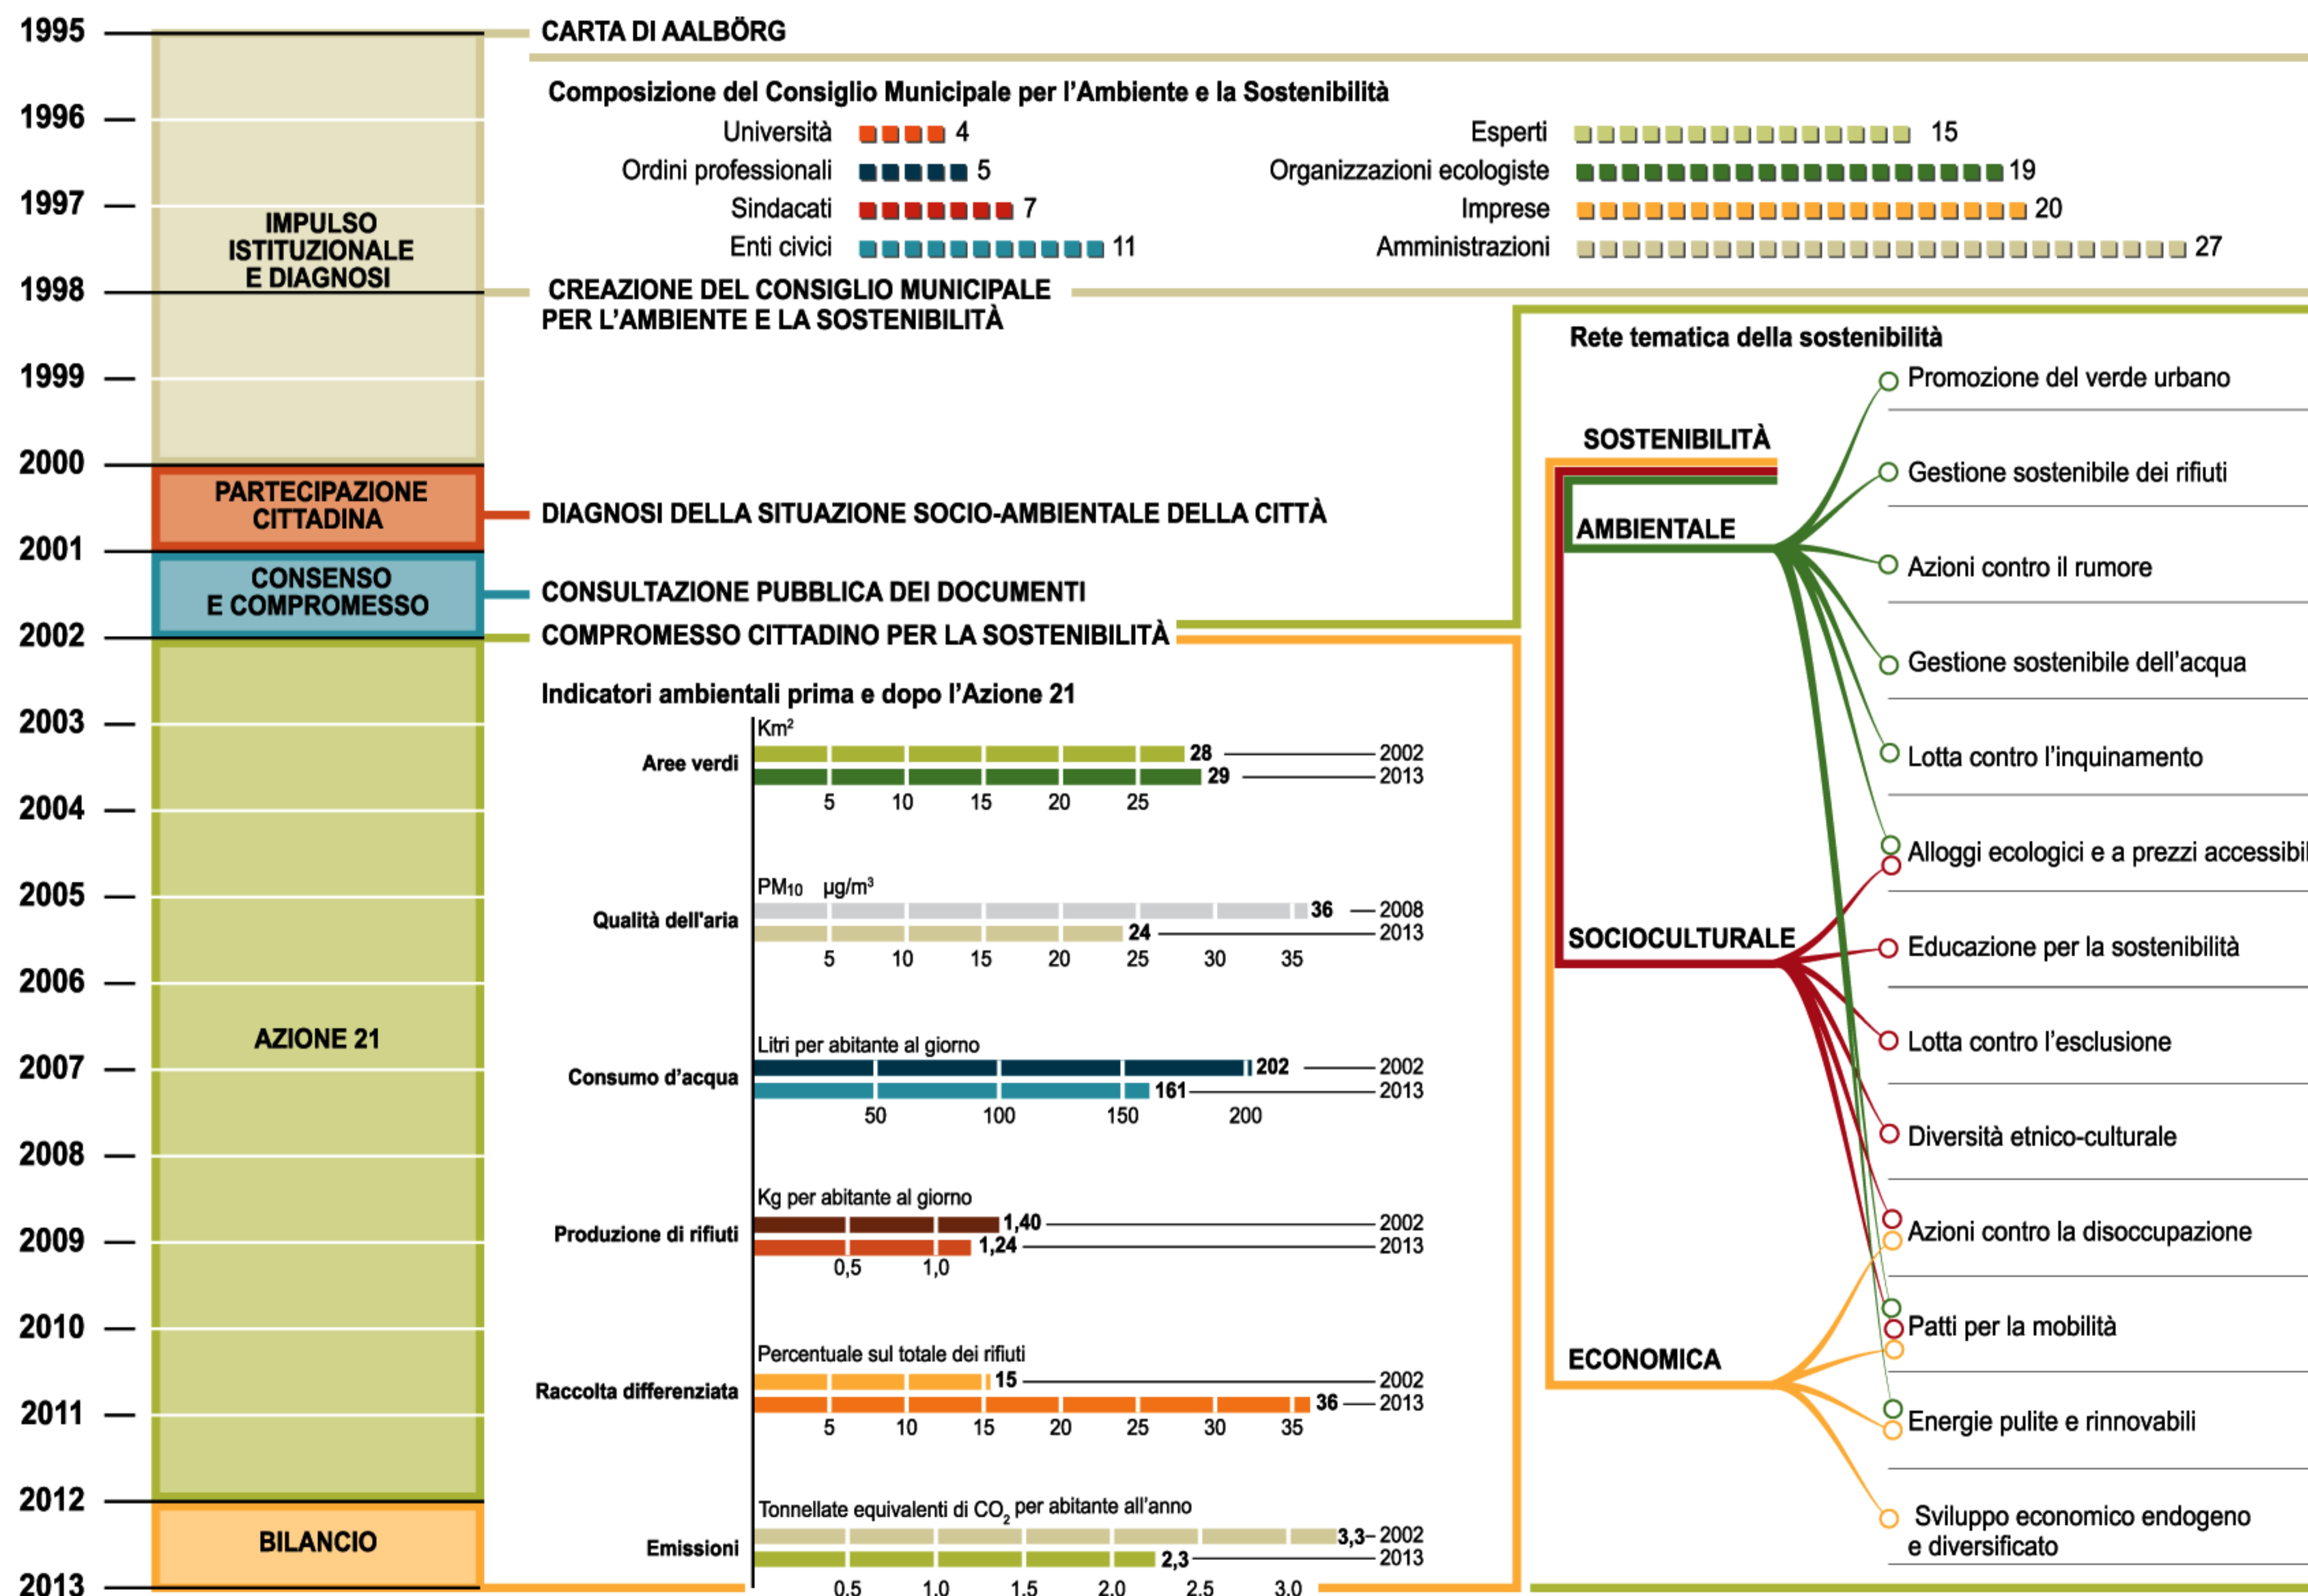 1995
1996
1997
1998
1999
2000
2001
2002
2003
2004
2005
2006
2007
2008
2009
2010
2011
2012
2013
IMPULSO
ISTITUZIONALE
E DIAGNOSI
PARTECIPAZIONE
CITTADINA
CONSENSO
E COMPROMESSO
AZIONE 21
BILANCIO
CARTA DI AALBÖRG
Composizione del Consiglio Municipale per l'Ambiente e la Sostenibilità
Università 4
Ordini professionali 5
Sindacati 7
Enti civici 11
Esperti 15
Organizzazioni ecologiste 19
Imprese 20
Amministrazioni 27
CREAZIONE DEL CONSIGLIO MUNICIPALE
PER L'AMBIENTE E LA SOSTENIBILITÀ
DIAGNOSI DELLA SITUAZIONE SOCIO-AMBIENTALE DELLA CITTÀ
CONSULTAZIONE PUBBLICA DEI DOCUMENTI
COMPROMESSO CITTADINO PER LA SOSTENIBILITÀ
Indicatori ambientali prima e dopo l'Azione 21
Km²
Aree verdi
28 2002
29 2013
5 10 15 20 25
PM₁₀ µg/m³
Qualità dell'aria
36 2008
24 2013
5 10 15 20 25 30 35
Litri per abitante al giorno
Consumo d'acqua
202 2002
161 2013
50 100 150 200
Kg per abitante al giorno
Produzione di rifiuti
1,40 2002
1,24 2013
0,5 1,0
Percentuale sul totale dei rifiuti
Raccolta differenziata
15 2002
36 2013
5 10 15 20 25 30 35
Tonnellate equivalenti di CO₂ per abitante all'anno
Emissioni
3,3 2002
2,3 2013
0,5 1,0 1,5 2,0 2,5 3,0
Rete tematica della sostenibilità
SOSTENIBILITÀ
AMBIENTALE
SOCIOCULTURALE
ECONOMICA
Promozione del verde urbano
Gestione sostenibile dei rifiuti
Azioni contro il rumore
Gestione sostenibile dell'acqua
Lotta contro l'inquinamento
Alloggi ecologici e a prezzi accessibil
Educazione per la sostenibilità
Lotta contro l'esclusione
Diversità etnico-culturale
Azioni contro la disoccupazione
Patti per la mobilità
Energie pulite e rinnovabili
Sviluppo economico endogeno
e diversificato